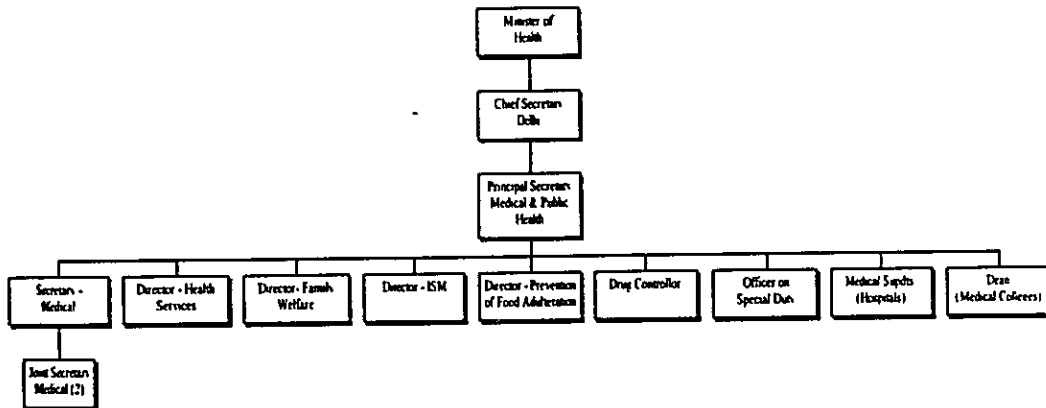 Minister of
Health
Chief Secretary
Delhi
Principal Secretary
Medical & Public
Health
Secretary -
Medical
Director - Health
Services
Director - Family
Welfare
Director - ISM
Director - Prevention
of Food Adulteration
Drug Controllor
Officer on
Special Duty
Medical Supdts
(Hospitals)
Dean
(Medical Colleges)
Joint Secretary
Medical (2)